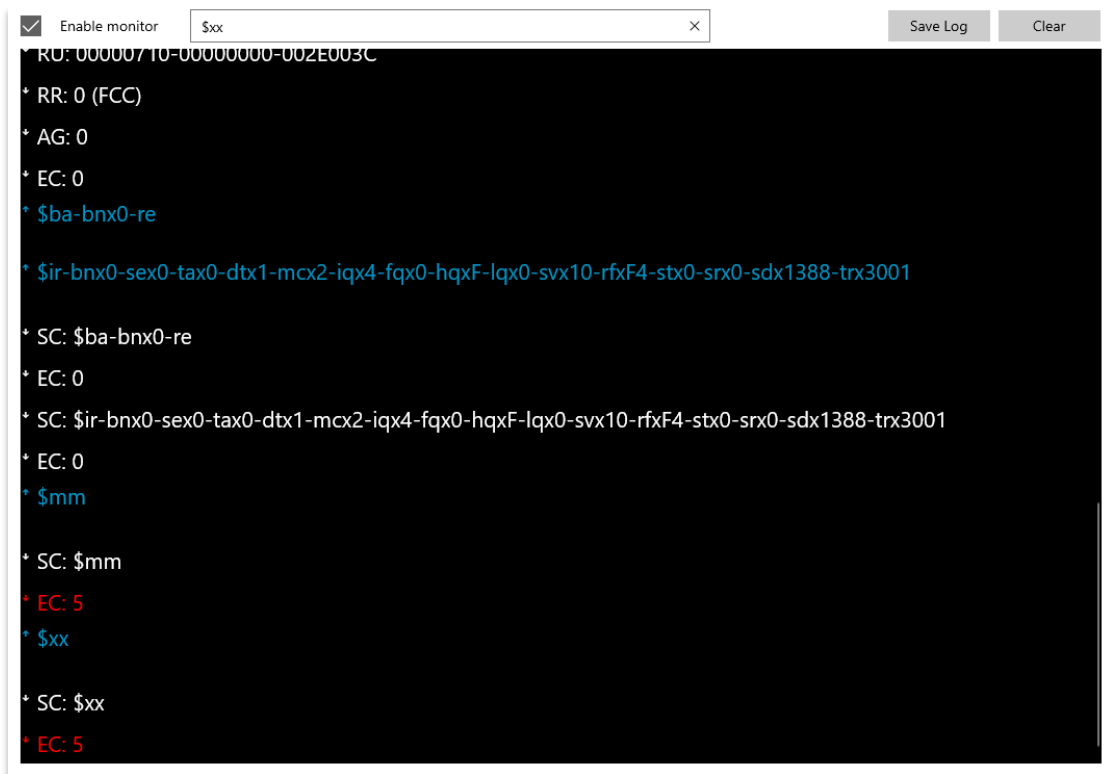 Enable monitor $xx Save Log Clear
RU: 00000710-00000000-002E003C
RR: 0 (FCC)
AG: 0
EC: 0
$ba-bnx0-re
$ir-bnx0-sex0-tax0-dtx1-mcx2-iqx4-fqx0-hqxF-lqx0-svx10-rfxF4-stx0-srx0-sdx1388-trx3001
SC: $ba-bnx0-re
EC: 0
SC: $ir-bnx0-sex0-tax0-dtx1-mcx2-iqx4-fqx0-hqxF-lqx0-svx10-rfxF4-stx0-srx0-sdx1388-trx3001
EC: 0
$mm
SC: $mm
EC: 5
$xx
SC: $xx
EC: 5